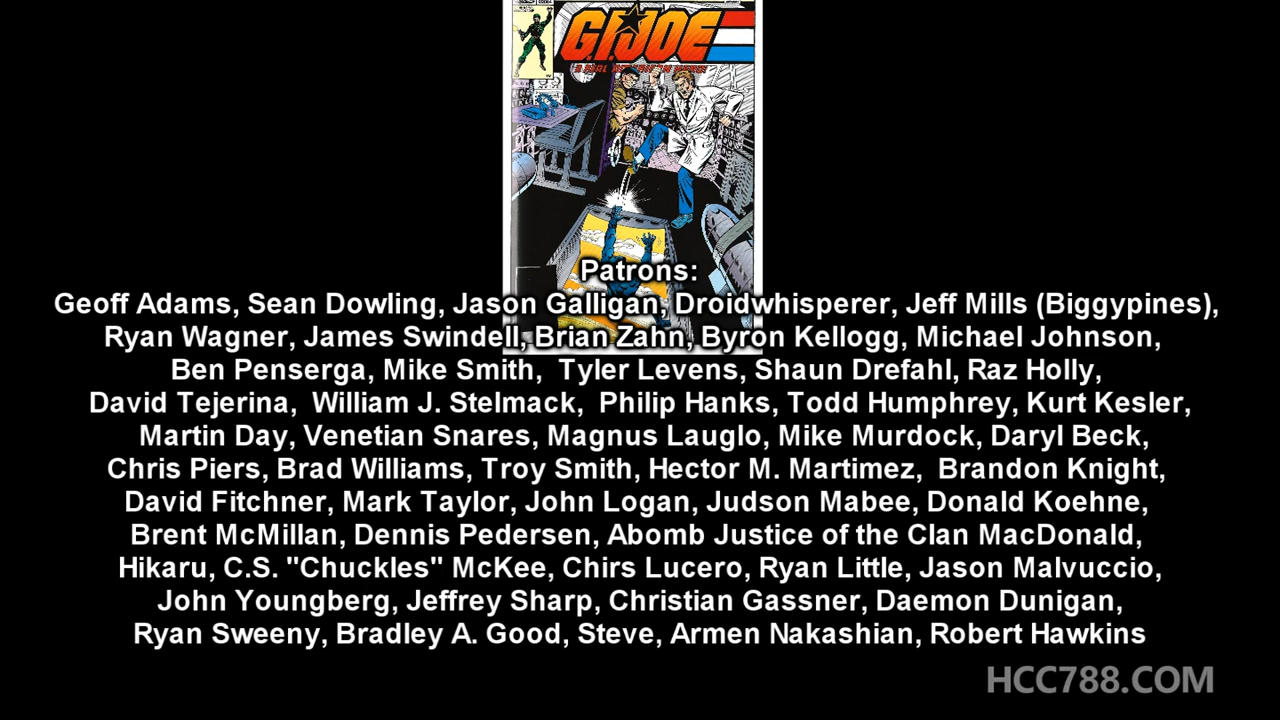 G.I. JOE
Patrons:
Geoff Adams, Sean Dowling, Jason Galligan, Droidwhisperer, Jeff Mills (Biggypines),
Ryan Wagner, James Swindell, Brian Zahn, Byron Kellogg, Michael Johnson,
Ben Penserga, Mike Smith, Tyler Levens, Shaun Drefahl, Raz Holly,
David Tejerina, William J. Stelmack, Philip Hanks, Todd Humphrey, Kurt Kesler,
Martin Day, Venetian Snares, Magnus Lauglo, Mike Murdock, Daryl Beck,
Chris Piers, Brad Williams, Troy Smith, Hector M. Martimez, Brandon Knight,
David Fitchner, Mark Taylor, John Logan, Judson Mabee, Donald Koehne,
Brent McMillan, Dennis Pedersen, Abomb Justice of the Clan MacDonald,
Hikaru, C.S. "Chuckles" McKee, Chirs Lucero, Ryan Little, Jason Malvuccio,
John Youngberg, Jeffrey Sharp, Christian Gassner, Daemon Dunigan,
Ryan Sweeny, Bradley A. Good, Steve, Armen Nakashian, Robert Hawkins
HCC788.COM